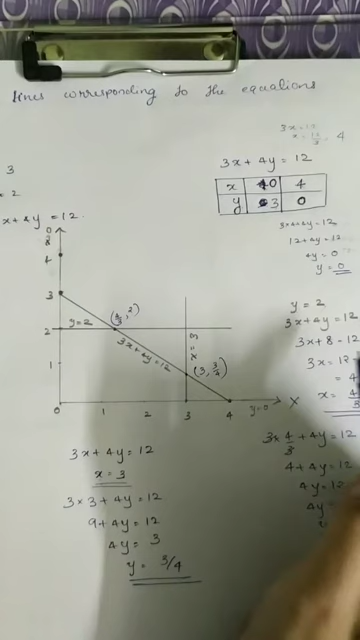 lines corresponding to the equations
3
= 2
x + 4y = 12.
3x = 12
x = 12/3 = 4
3x + 4y = 12
x 0 4
y 3 0
3x4 + 4y = 12
12 + 4y = 12
4y = 0
y = 0
4
3
2
1
0
1
2
3
4
y = 2
3x + 4y = 12
x = 3
(3, 3/4)
y = 0
X
y = 2
3x + 4y = 12
3x + 8 = 12
3x = 12
= 4
x = 4/3
3x 4/3 + 4y = 12
4 + 4y = 12
4y = 12
4y =
3x + 4y = 12
x = 3
3 x 3 + 4y = 12
9 + 4y = 12
4y = 3
y = 3/4